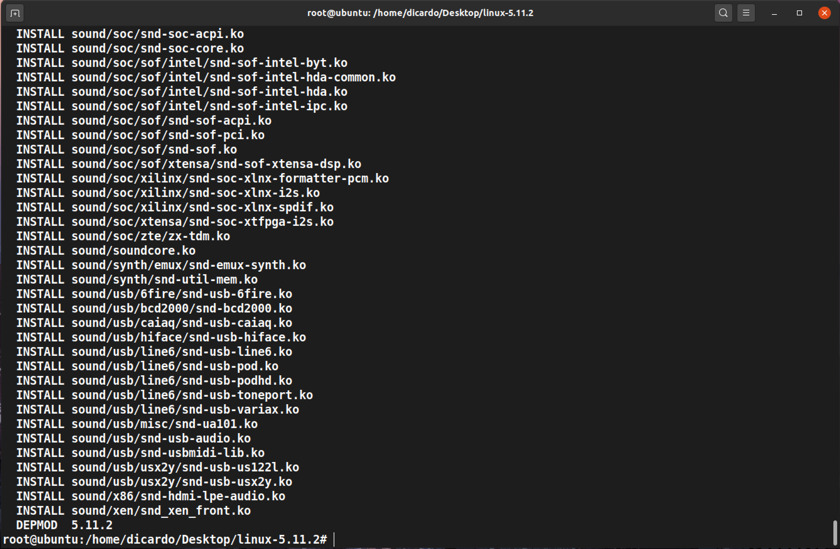 root@ubuntu: /home/dicardo/Desktop/linux-5.11.2
INSTALL sound/soc/snd-soc-acpi.ko
INSTALL sound/soc/snd-soc-core.ko
INSTALL sound/soc/sof/intel/snd-sof-intel-byt.ko
INSTALL sound/soc/sof/intel/snd-sof-intel-hda-common.ko
INSTALL sound/soc/sof/intel/snd-sof-intel-hda.ko
INSTALL sound/soc/sof/intel/snd-sof-intel-ipc.ko
INSTALL sound/soc/sof/snd-sof-acpi.ko
INSTALL sound/soc/sof/snd-sof-pci.ko
INSTALL sound/soc/sof/snd-sof.ko
INSTALL sound/soc/sof/xtensa/snd-sof-xtensa-dsp.ko
INSTALL sound/soc/xilinx/snd-soc-xlnx-formatter-pcm.ko
INSTALL sound/soc/xilinx/snd-soc-xlnx-i2s.ko
INSTALL sound/soc/xilinx/snd-soc-xlnx-spdif.ko
INSTALL sound/soc/xtensa/snd-soc-xtfpga-i2s.ko
INSTALL sound/soc/zte/zx-tdm.ko
INSTALL sound/soundcore.ko
INSTALL sound/synth/emux/snd-emux-synth.ko
INSTALL sound/synth/snd-util-mem.ko
INSTALL sound/usb/6fire/snd-usb-6fire.ko
INSTALL sound/usb/bcd2000/snd-bcd2000.ko
INSTALL sound/usb/caiaq/snd-usb-caiaq.ko
INSTALL sound/usb/hiface/snd-usb-hiface.ko
INSTALL sound/usb/line6/snd-usb-line6.ko
INSTALL sound/usb/line6/snd-usb-pod.ko
INSTALL sound/usb/line6/snd-usb-podhd.ko
INSTALL sound/usb/line6/snd-usb-toneport.ko
INSTALL sound/usb/line6/snd-usb-variax.ko
INSTALL sound/usb/misc/snd-ua101.ko
INSTALL sound/usb/snd-usb-audio.ko
INSTALL sound/usb/snd-usbmidi-lib.ko
INSTALL sound/usb/usx2y/snd-usb-us122l.ko
INSTALL sound/usb/usx2y/snd-usb-usx2y.ko
INSTALL sound/x86/snd-hdmi-lpe-audio.ko
INSTALL sound/xen/snd_xen_front.ko
DEPMOD  5.11.2
root@ubuntu:/home/dicardo/Desktop/linux-5.11.2#